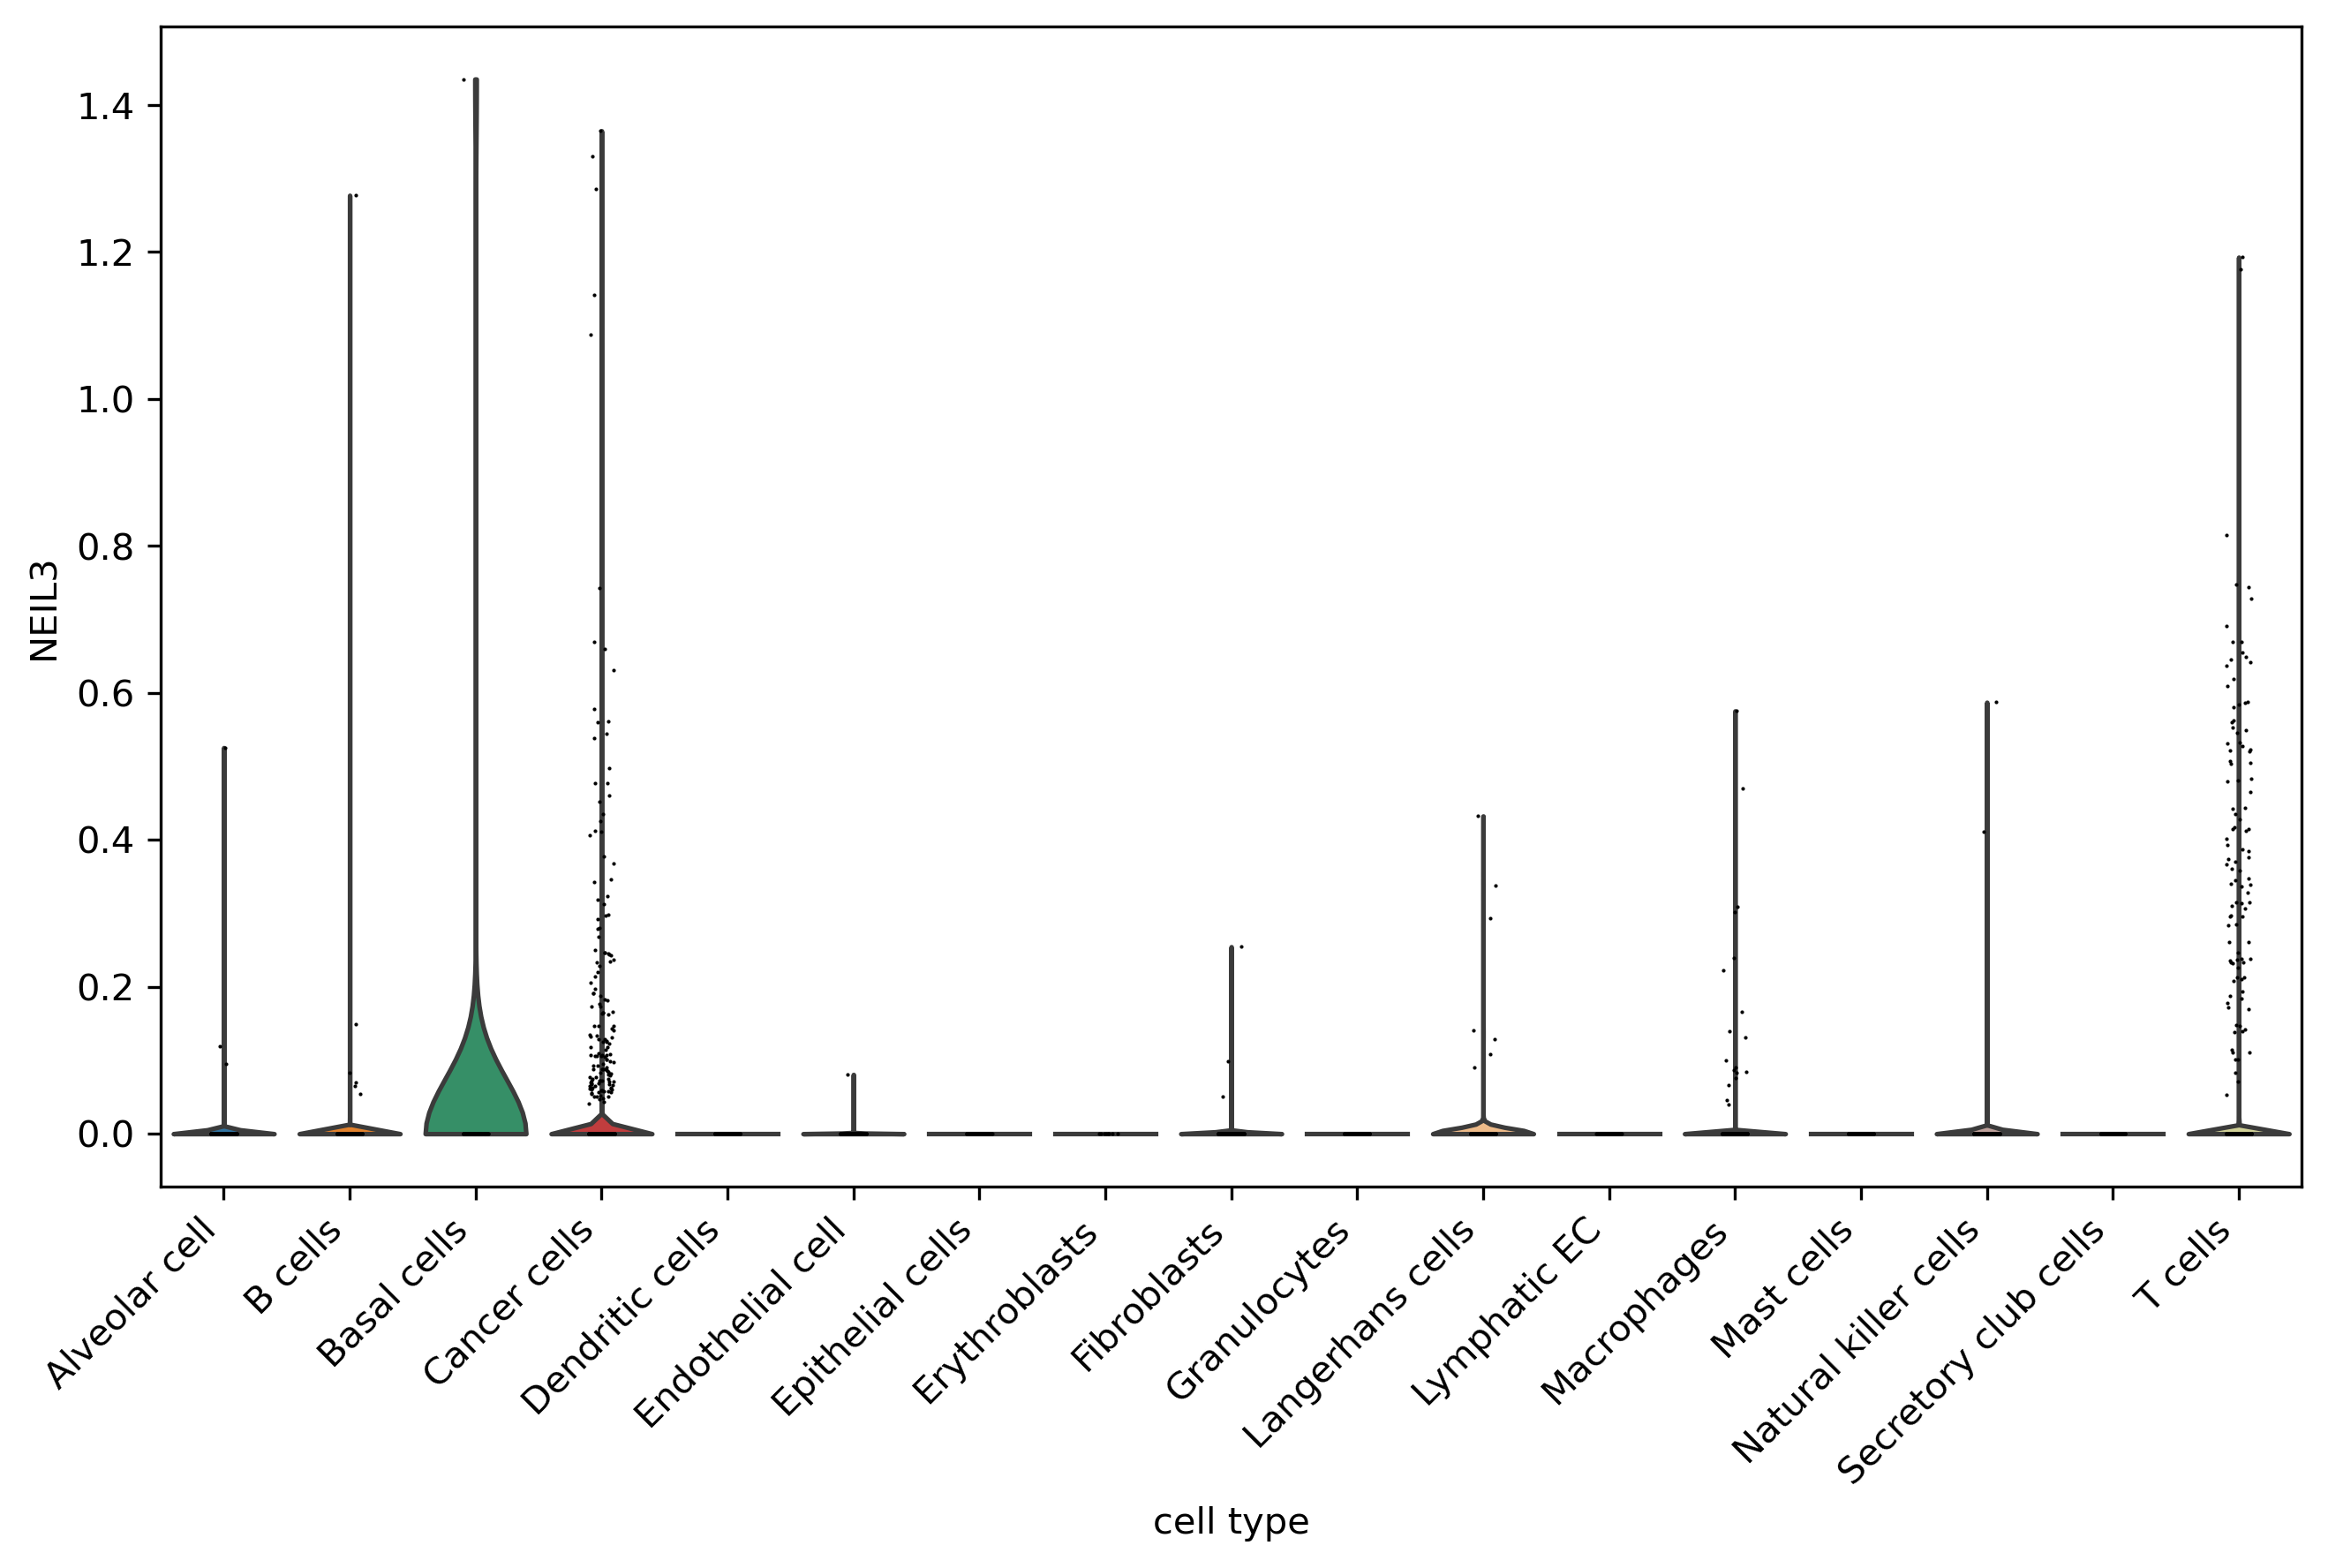 1.4
1.2
1.0
0.8
0.6
0.4
0.2
0.0
NEIL3
Alveolar cell
B cells
Basal cells
Cancer cells
Dendritic cells
Endothelial cell
Epithelial cells
Erythroblasts
Fibroblasts
Granulocytes
Langerhans cells
Lymphatic EC
Macrophages
Mast cells
Natural killer cells
Secretory club cells
T cells
cell type